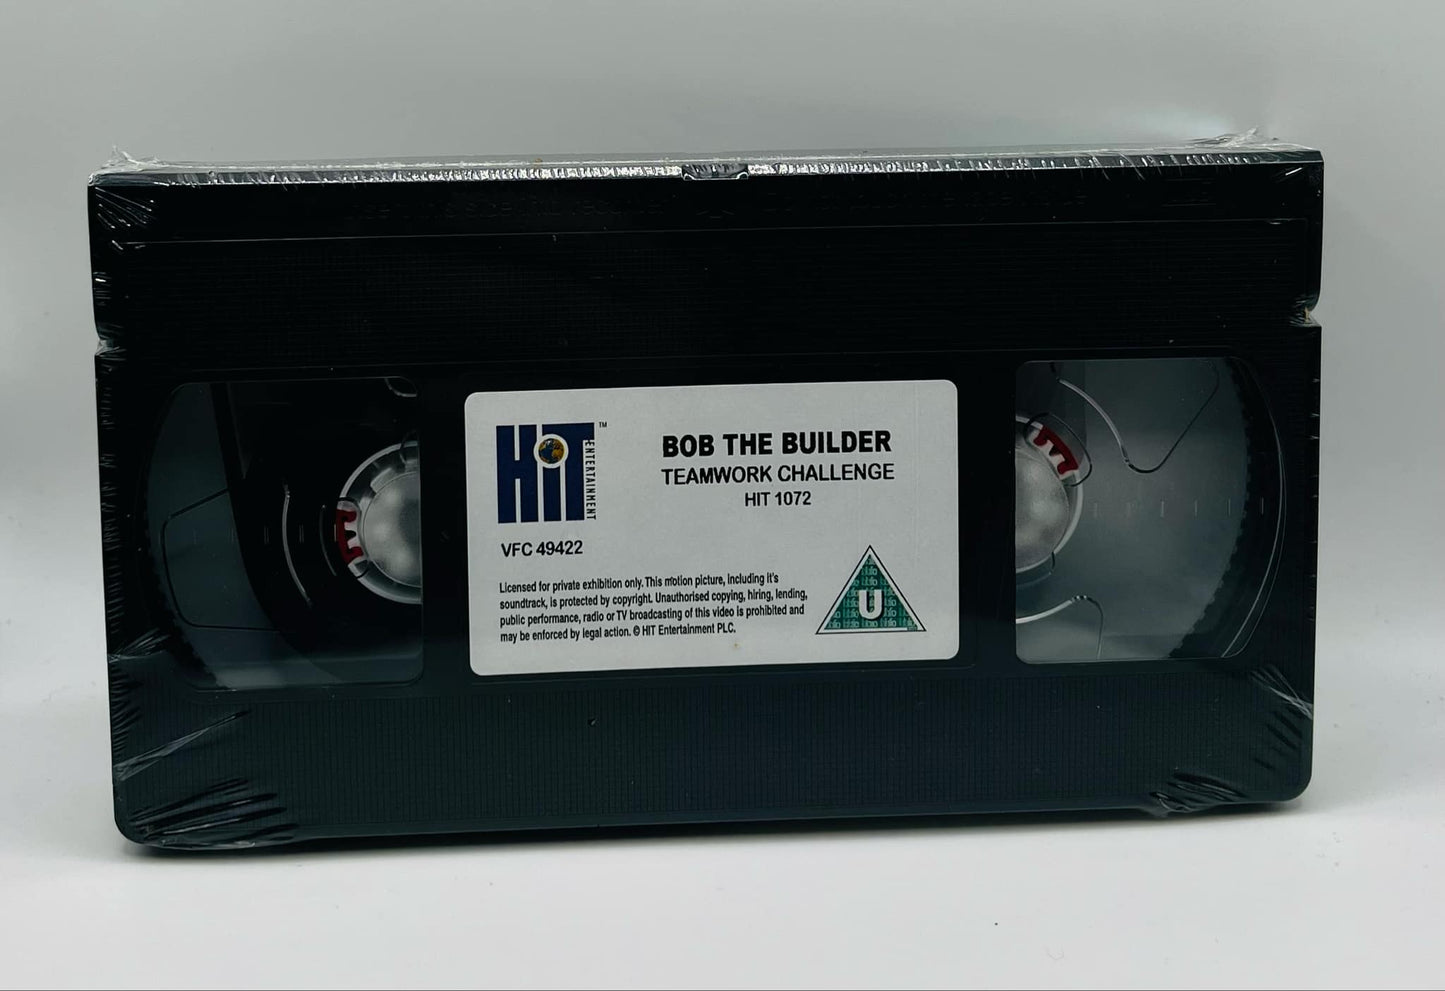 HiT ENTERTAINMENT ™
BOB THE BUILDER
TEAMWORK CHALLENGE
HIT 1072
VFC 49422
Licensed for private exhibition only. This motion picture, including it's
soundtrack, is protected by copyright. Unauthorised copying, hiring, lending,
public performance, radio or TV broadcasting of this video is prohibited and
may be enforced by legal action. © HIT Entertainment PLC.
U